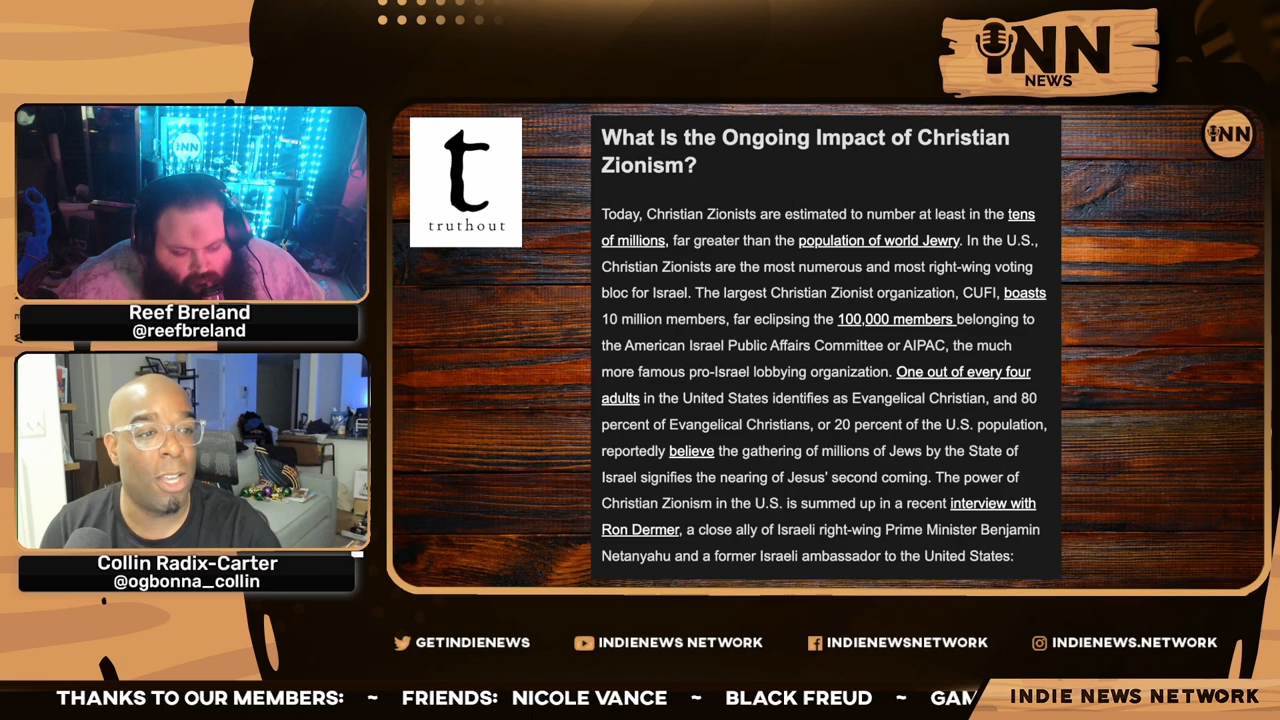 INN
NEWS
INN
Reef Breland
@reefbreland
Collin Radix-Carter
@ogbonna_collin
t
truthout
What Is the Ongoing Impact of Christian
Zionism?
Today, Christian Zionists are estimated to number at least in the tens
of millions, far greater than the population of world Jewry. In the U.S.,
Christian Zionists are the most numerous and most right-wing voting
bloc for Israel. The largest Christian Zionist organization, CUFI, boasts
10 million members, far eclipsing the 100,000 members belonging to
the American Israel Public Affairs Committee or AIPAC, the much
more famous pro-Israel lobbying organization. One out of every four
adults in the United States identifies as Evangelical Christian, and 80
percent of Evangelical Christians, or 20 percent of the U.S. population,
reportedly believe the gathering of millions of Jews by the State of
Israel signifies the nearing of Jesus' second coming. The power of
Christian Zionism in the U.S. is summed up in a recent interview with
Ron Dermer, a close ally of Israeli right-wing Prime Minister Benjamin
Netanyahu and a former Israeli ambassador to the United States:
INN
GETINDIENEWS
INDIENEWS NETWORK
INDIENEWSNETWORK
INDIENEWS.NETWORK
THANKS TO OUR MEMBERS: ~ FRIENDS: NICOLE VANCE ~ BLACK FREUD ~ GAM
INDIE NEWS NETWORK